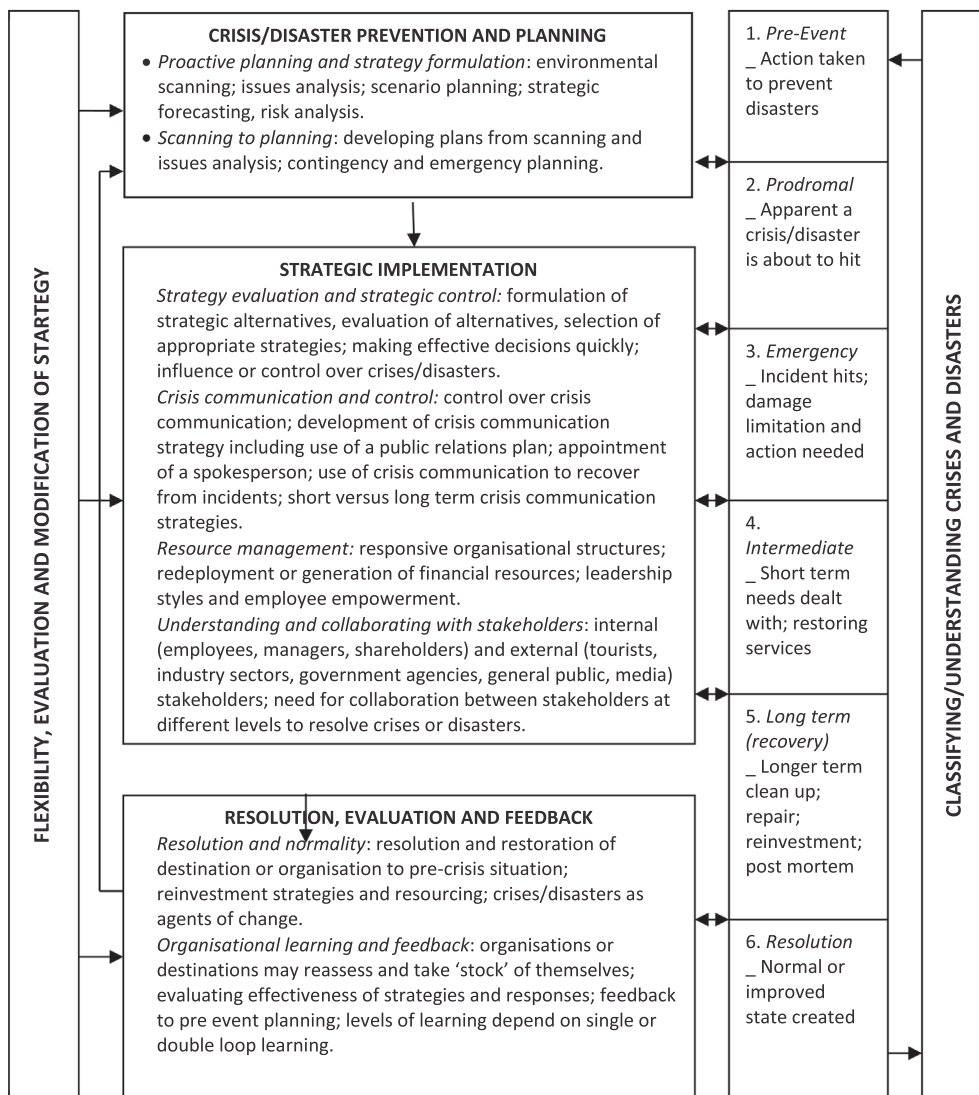 FLEXIBILITY, EVALUATION AND MODIFICATION OF STARTEGY
CRISIS/DISASTER PREVENTION AND PLANNING
• Proactive planning and strategy formulation: environmental
scanning; issues analysis; scenario planning; strategic
forecasting, risk analysis.
• Scanning to planning: developing plans from scanning and
issues analysis; contingency and emergency planning.
STRATEGIC IMPLEMENTATION
Strategy evaluation and strategic control: formulation of
strategic alternatives, evaluation of alternatives, selection of
appropriate strategies; making effective decisions quickly;
influence or control over crises/disasters.
Crisis communication and control: control over crisis
communication; development of crisis communication
strategy including use of a public relations plan; appointment
of a spokesperson; use of crisis communication to recover
from incidents; short versus long term crisis communication
strategies.
Resource management: responsive organisational structures;
redeployment or generation of financial resources; leadership
styles and employee empowerment.
Understanding and collaborating with stakeholders: internal
(employees, managers, shareholders) and external (tourists,
industry sectors, government agencies, general public, media)
stakeholders; need for collaboration between stakeholders at
different levels to resolve crises or disasters.
RESOLUTION, EVALUATION AND FEEDBACK
Resolution and normality: resolution and restoration of
destination or organisation to pre-crisis situation;
reinvestment strategies and resourcing; crises/disasters as
agents of change.
Organisational learning and feedback: organisations or
destinations may reassess and take ‘stock’ of themselves;
evaluating effectiveness of strategies and responses; feedback
to pre event planning; levels of learning depend on single or
double loop learning.
1. Pre-Event
_ Action taken
to prevent
disasters
2. Prodromal
_ Apparent a
crisis/disaster
is about to hit
3. Emergency
_ Incident hits;
damage
limitation and
action needed
4.
Intermediate
_ Short term
needs dealt
with; restoring
services
5. Long term
(recovery)
_ Longer term
clean up;
repair;
reinvestment;
post mortem
6. Resolution
_ Normal or
improved
state created
CLASSIFYING/UNDERSTANDING CRISES AND DISASTERS